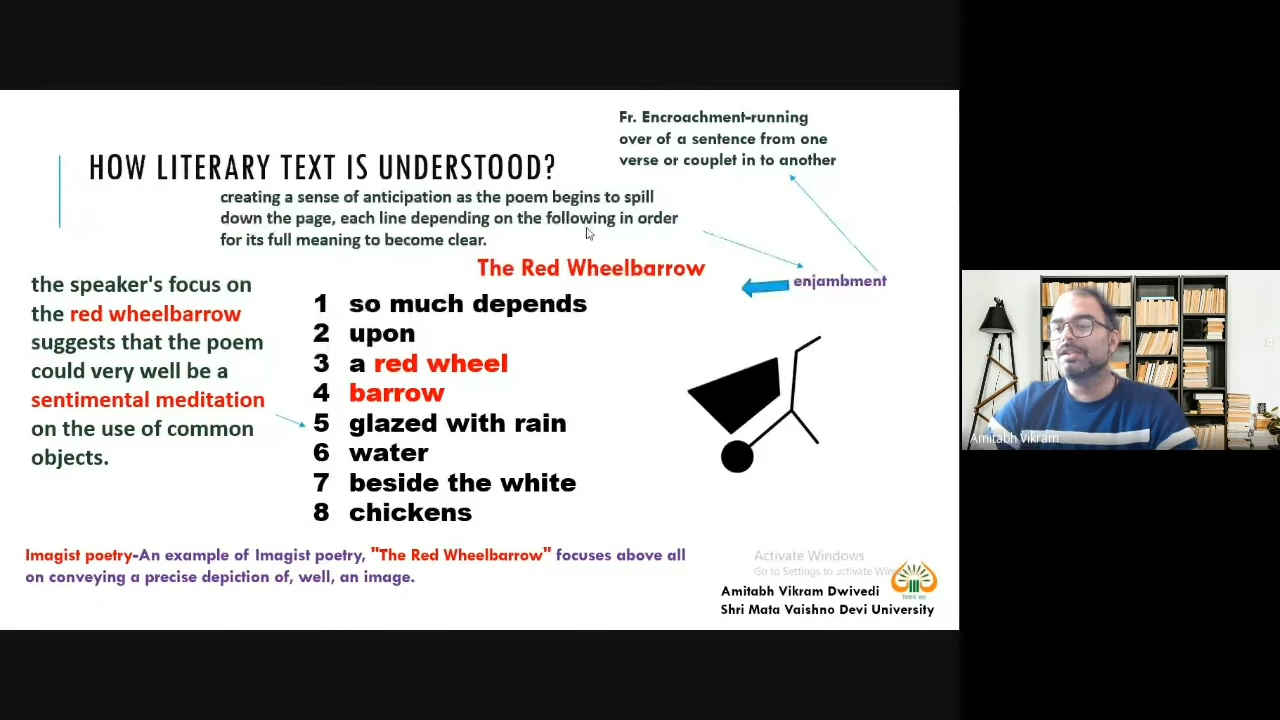 Fr. Encroachment-running
over of a sentence from one
verse or couplet in to another
HOW LITERARY TEXT IS UNDERSTOOD?
creating a sense of anticipation as the poem begins to spill
down the page, each line depending on the following in order
for its full meaning to become clear.
The Red Wheelbarrow
enjambment
the speaker's focus on
the red wheelbarrow
suggests that the poem
could very well be a
sentimental meditation
on the use of common
objects.
1 so much depends
2 upon
3 a red wheel
4 barrow
5 glazed with rain
6 water
7 beside the white
8 chickens
Imagist poetry-An example of Imagist poetry, "The Red Wheelbarrow" focuses above all
on conveying a precise depiction of, well, an image.
Activate Windows
Go to Settings to activate
Amitabh Vikram Dwivedi
Shri Mata Vaishno Devi University
Amitabh Vikram